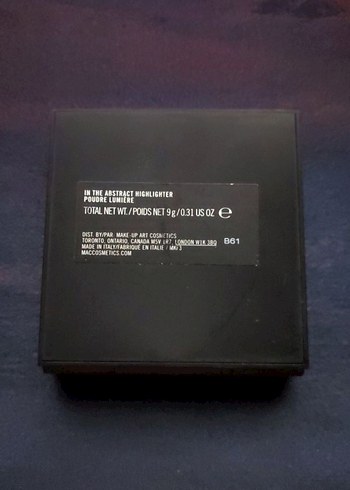 IN THE ABSTRACT HIGHLIGHTER
POUDRE LUMIÈRE
TOTAL NET WT./POIDS NET 9 g/0.31 US OZ ℮
DIST. BY/PAR. MAKE-UP ART COSMETICS
TORONTO, ONTARIO, CANADA M5V 1R7, LONDON W1K 3BQ B61
MADE IN ITALY/FABRIQUÉ EN ITALIE /
MACCOSMETICS.COM